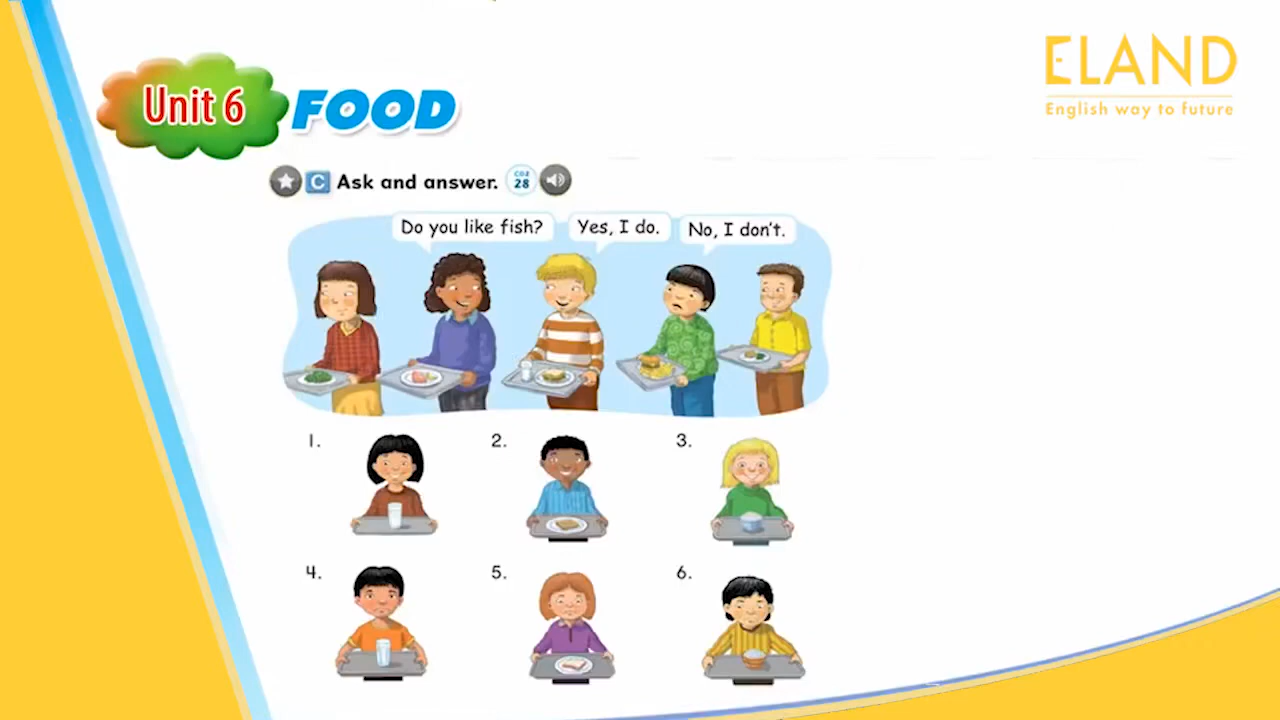 ELAND
English way to future
Unit 6 FOOD
C Ask and answer. CD2 28
Do you like fish? Yes, I do. No, I don't.
1. 2. 3.
4. 5. 6.